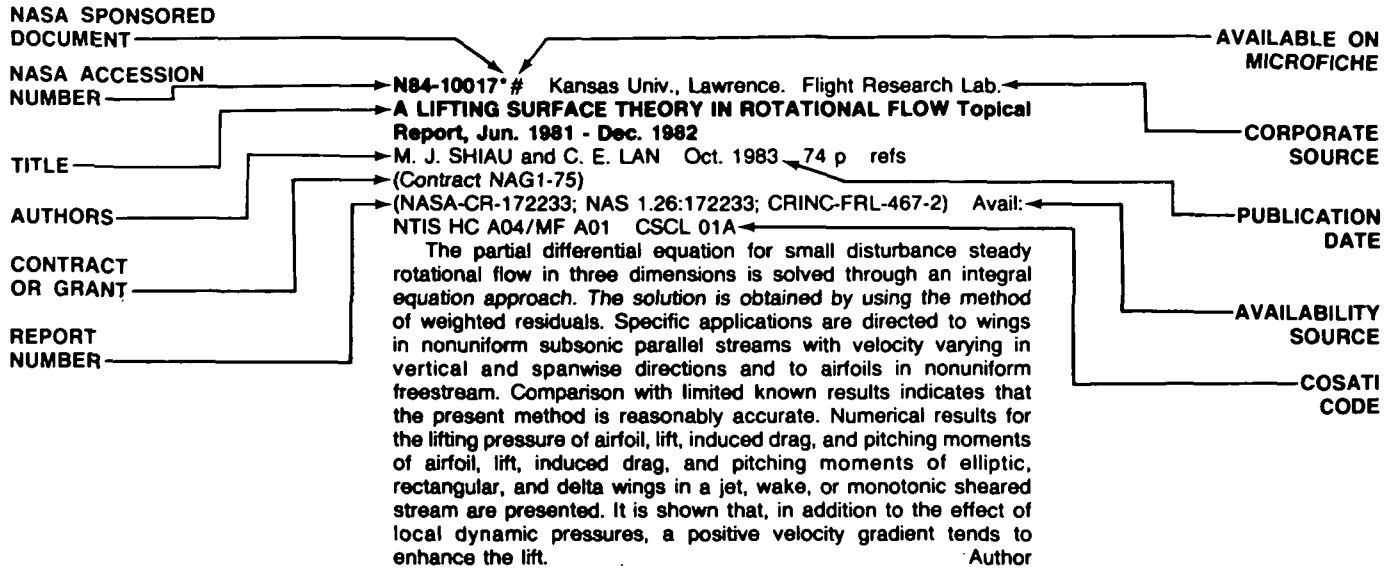 NASA SPONSORED
DOCUMENT
NASA ACCESSION
NUMBER
TITLE
AUTHORS
CONTRACT
OR GRANT
REPORT
NUMBER
N84-10017*# Kansas Univ., Lawrence. Flight Research Lab.
A LIFTING SURFACE THEORY IN ROTATIONAL FLOW Topical
Report, Jun. 1981 - Dec. 1982
M. J. SHIAU and C. E. LAN Oct. 1983 74 p refs
(Contract NAG1-75)
(NASA-CR-172233; NAS 1.26:172233; CRINC-FRL-467-2) Avail:
NTIS HC A04/MF A01 CSCL 01A
The partial differential equation for small disturbance steady
rotational flow in three dimensions is solved through an integral
equation approach. The solution is obtained by using the method
of weighted residuals. Specific applications are directed to wings
in nonuniform subsonic parallel streams with velocity varying in
vertical and spanwise directions and to airfoils in nonuniform
freestream. Comparison with limited known results indicates that
the present method is reasonably accurate. Numerical results for
the lifting pressure of airfoil, lift, induced drag, and pitching moments
of airfoil, lift, induced drag, and pitching moments of elliptic,
rectangular, and delta wings in a jet, wake, or monotonic sheared
stream are presented. It is shown that, in addition to the effect of
local dynamic pressures, a positive velocity gradient tends to
enhance the lift. Author
AVAILABLE ON
MICROFICHE
CORPORATE
SOURCE
PUBLICATION
DATE
AVAILABILITY
SOURCE
COSATI
CODE